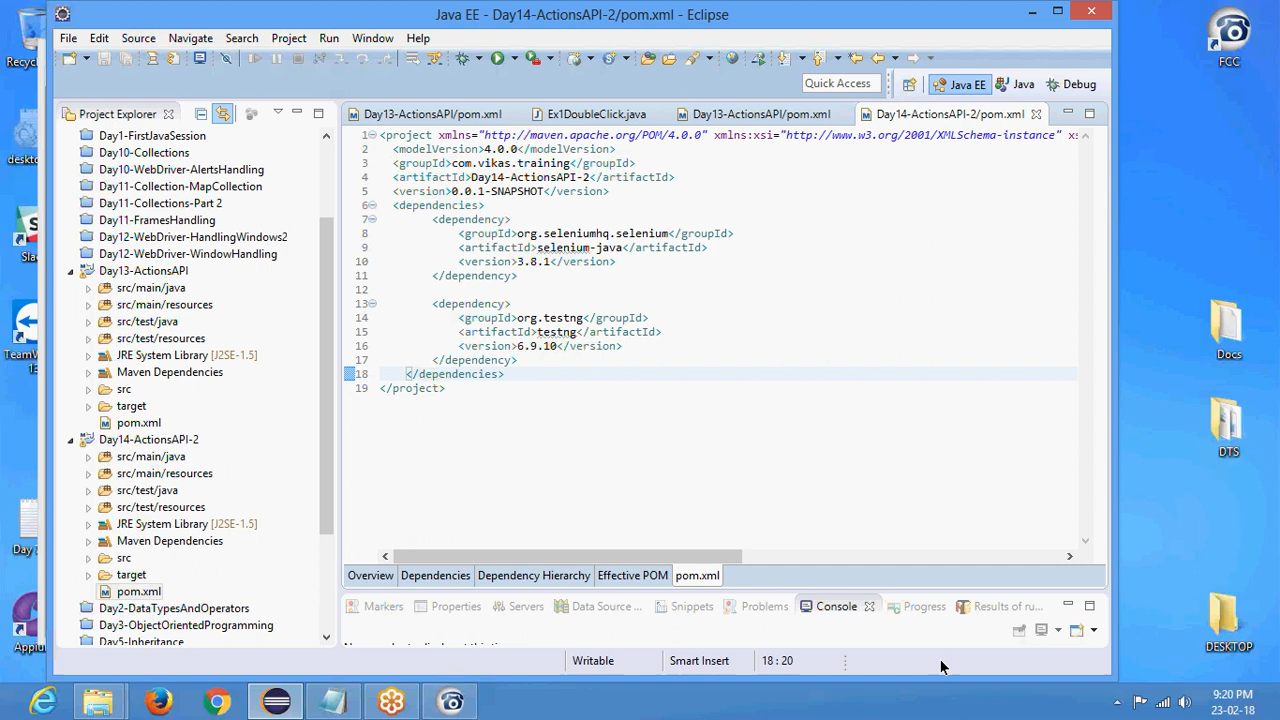 Java EE - Day14-ActionsAPI-2/pom.xml - Eclipse
File Edit Source Navigate Search Project Run Window Help
Quick Access
Java EE
Java
Debug
Project Explorer
Day1-FirstJavaSession
Day10-Collections
Day10-WebDriver-AlertsHandling
Day11-Collection-MapCollection
Day11-Collections-Part 2
Day11-FramesHandling
Day12-WebDriver-HandlingWindows2
Day12-WebDriver-WindowHandling
Day13-ActionsAPI
src/main/java
src/main/resources
src/test/java
src/test/resources
JRE System Library [J2SE-1.5]
Maven Dependencies
src
target
pom.xml
Day14-ActionsAPI-2
src/main/java
src/main/resources
src/test/java
src/test/resources
JRE System Library [J2SE-1.5]
Maven Dependencies
src
target
pom.xml
Day2-DataTypesAndOperators
Day3-ObjectOrientedProgramming
Day5-Inheritance
Day13-ActionsAPI/pom.xml
Ex1DoubleClick.java
Day13-ActionsAPI/pom.xml
Day14-ActionsAPI-2/pom.xml
1 <project xmlns="http://maven.apache.org/POM/4.0.0" xmlns:xsi="http://www.w3.org/2001/XMLSchema-instance" xs
2 <modelVersion>4.0.0</modelVersion>
3 <groupId>com.vikas.training</groupId>
4 <artifactId>Day14-ActionsAPI-2</artifactId>
5 <version>0.0.1-SNAPSHOT</version>
6 <dependencies>
7 <dependency>
8 <groupId>org.seleniumhq.selenium</groupId>
9 <artifactId>selenium-java</artifactId>
10 <version>3.8.1</version>
11 </dependency>
12
13 <dependency>
14 <groupId>org.testng</groupId>
15 <artifactId>testng</artifactId>
16 <version>6.9.10</version>
17 </dependency>
18 </dependencies>
19 </project>
Overview Dependencies Dependency Hierarchy Effective POM pom.xml
Markers Properties Servers Data Source ... Snippets Problems Console Progress Results of ru...
Writable Smart Insert 18 : 20
FCC
Docs
DTS
DESKTOP
9:20 PM
23-02-18